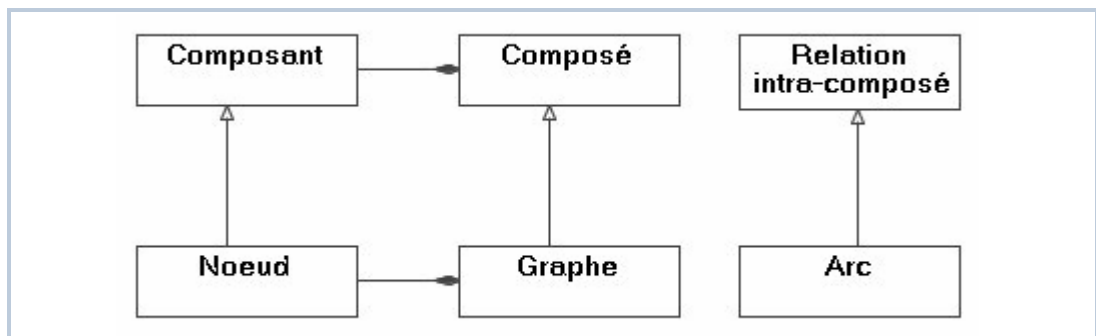 Composant
Composé
Relation
intra-composé
Noeud
Graphe
Arc